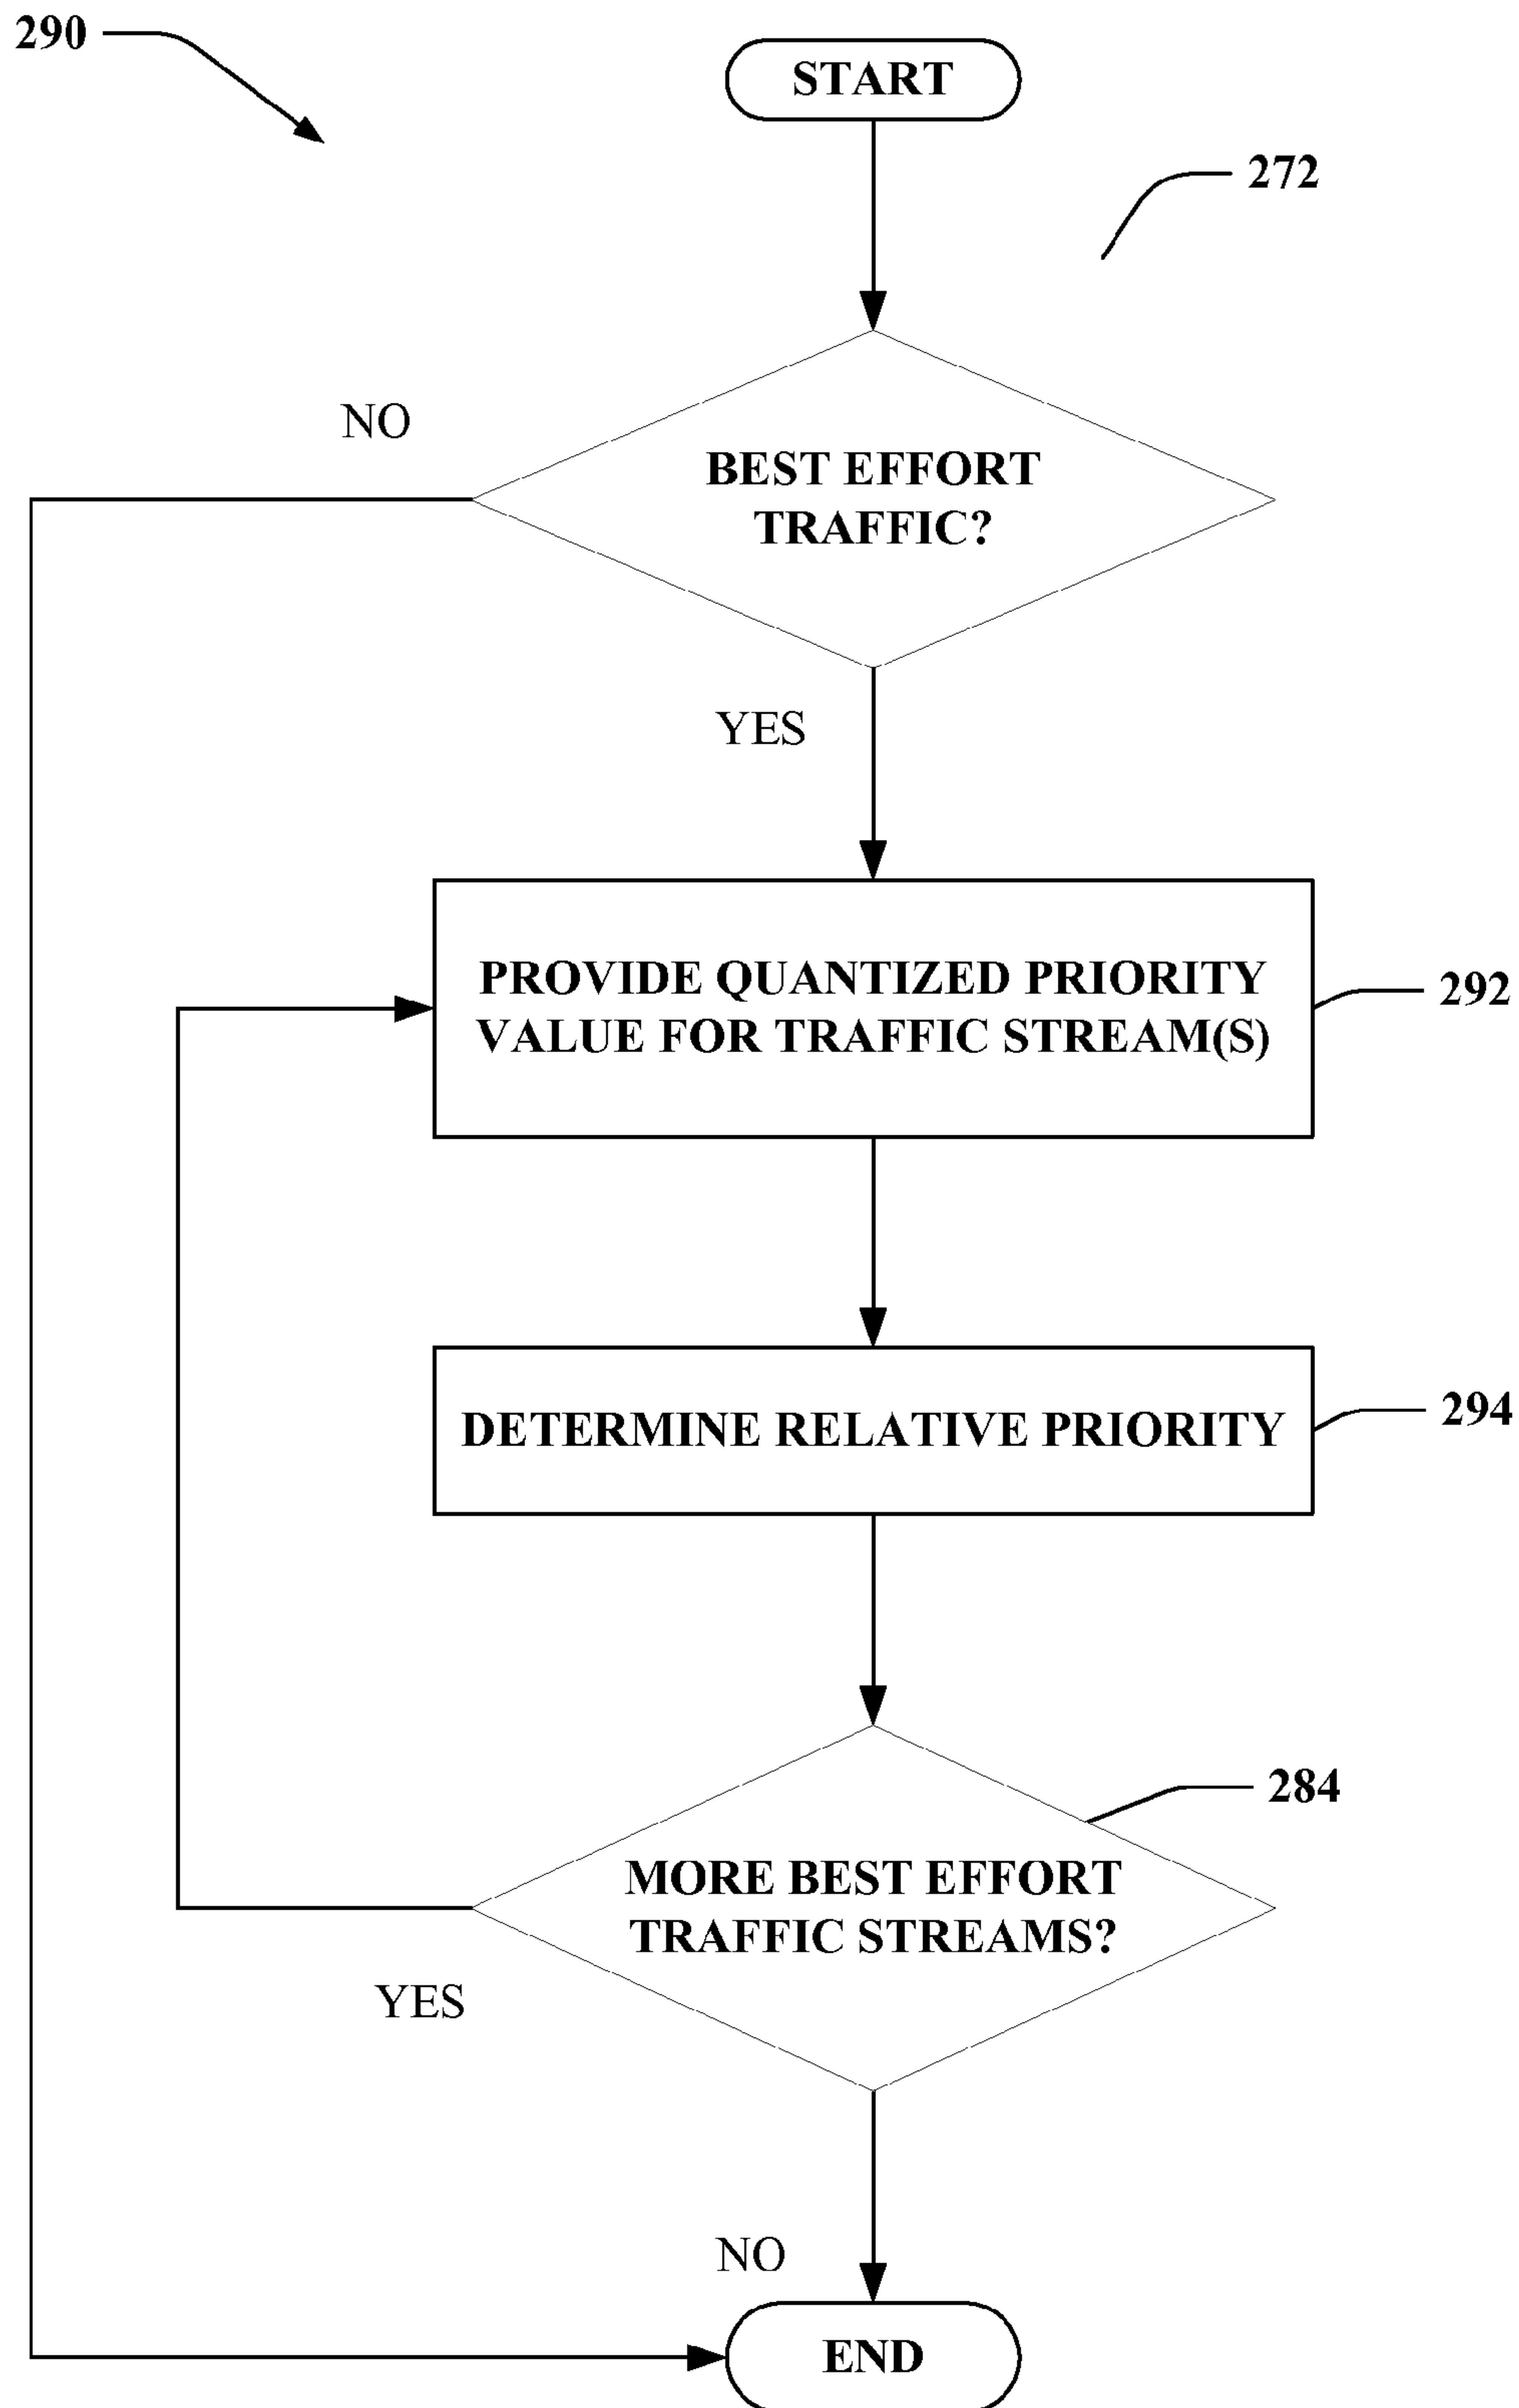 290
START
272
NO
BEST EFFORT
TRAFFIC?
YES
PROVIDE QUANTIZED PRIORITY
VALUE FOR TRAFFIC STREAM(S)
292
DETERMINE RELATIVE PRIORITY
294
284
MORE BEST EFFORT
TRAFFIC STREAMS?
YES
NO
END